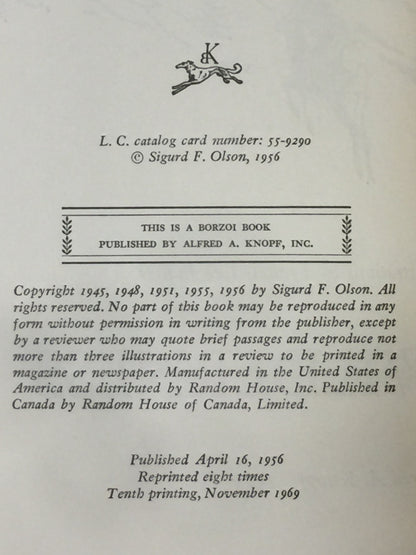 BK
L. C. catalog card number: 55-9290
© Sigurd F. Olson, 1956
THIS IS A BORZOI BOOK
PUBLISHED BY ALFRED A. KNOPF, INC.
Copyright 1945, 1948, 1951, 1955, 1956 by Sigurd F. Olson. All
rights reserved. No part of this book may be reproduced in any
form without permission in writing from the publisher, except
by a reviewer who may quote brief passages and reproduce not
more than three illustrations in a review to be printed in a
magazine or newspaper. Manufactured in the United States of
America and distributed by Random House, Inc. Published in
Canada by Random House of Canada, Limited.
Published April 16, 1956
Reprinted eight times
Tenth printing, November 1969